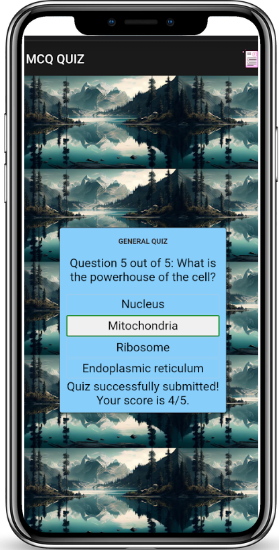 MCQ QUIZ
GENERAL QUIZ
Question 5 out of 5: What is
the powerhouse of the cell?
Nucleus
Mitochondria
Ribosome
Endoplasmic reticulum
Quiz successfully submitted!
Your score is 4/5.